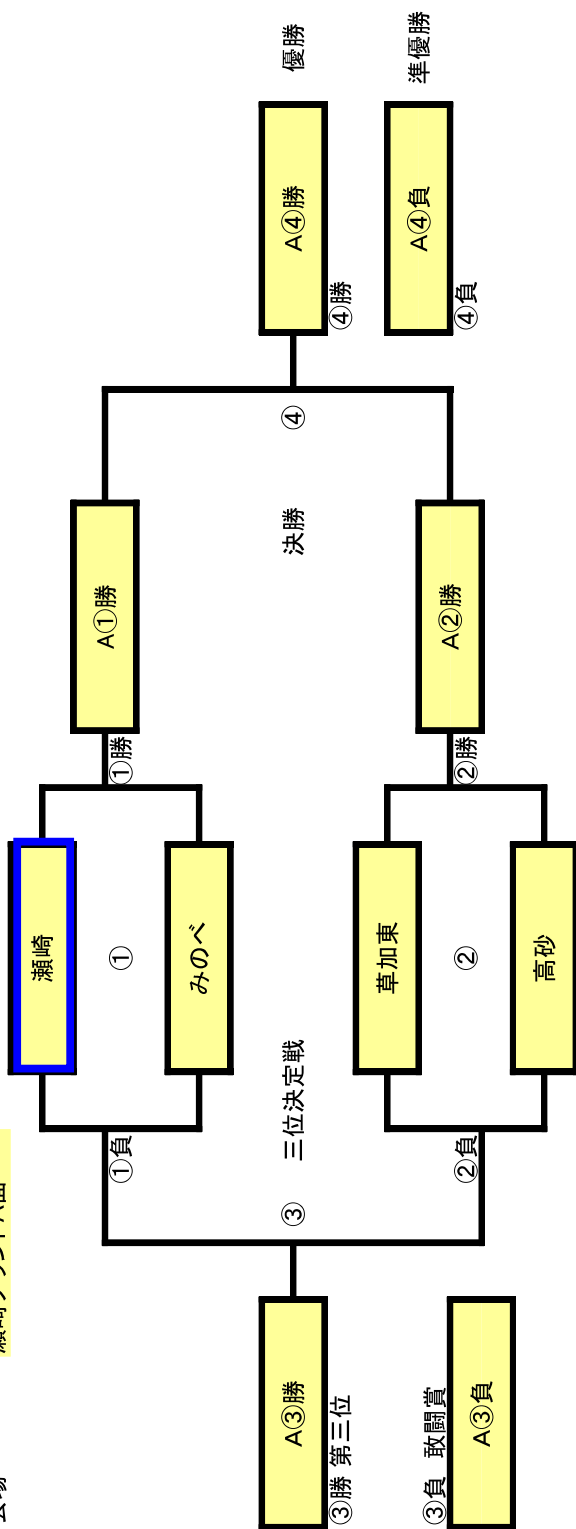 瀬崎
A①勝
①負
①
①勝
みのべ
A③勝
③
三位決定戦
決勝
④
A④勝
優勝
③勝 第三位
④勝
草加東
A④負
準優勝
③負 敢闘賞
A②勝
②負
②
②勝
④負
A③負
高砂